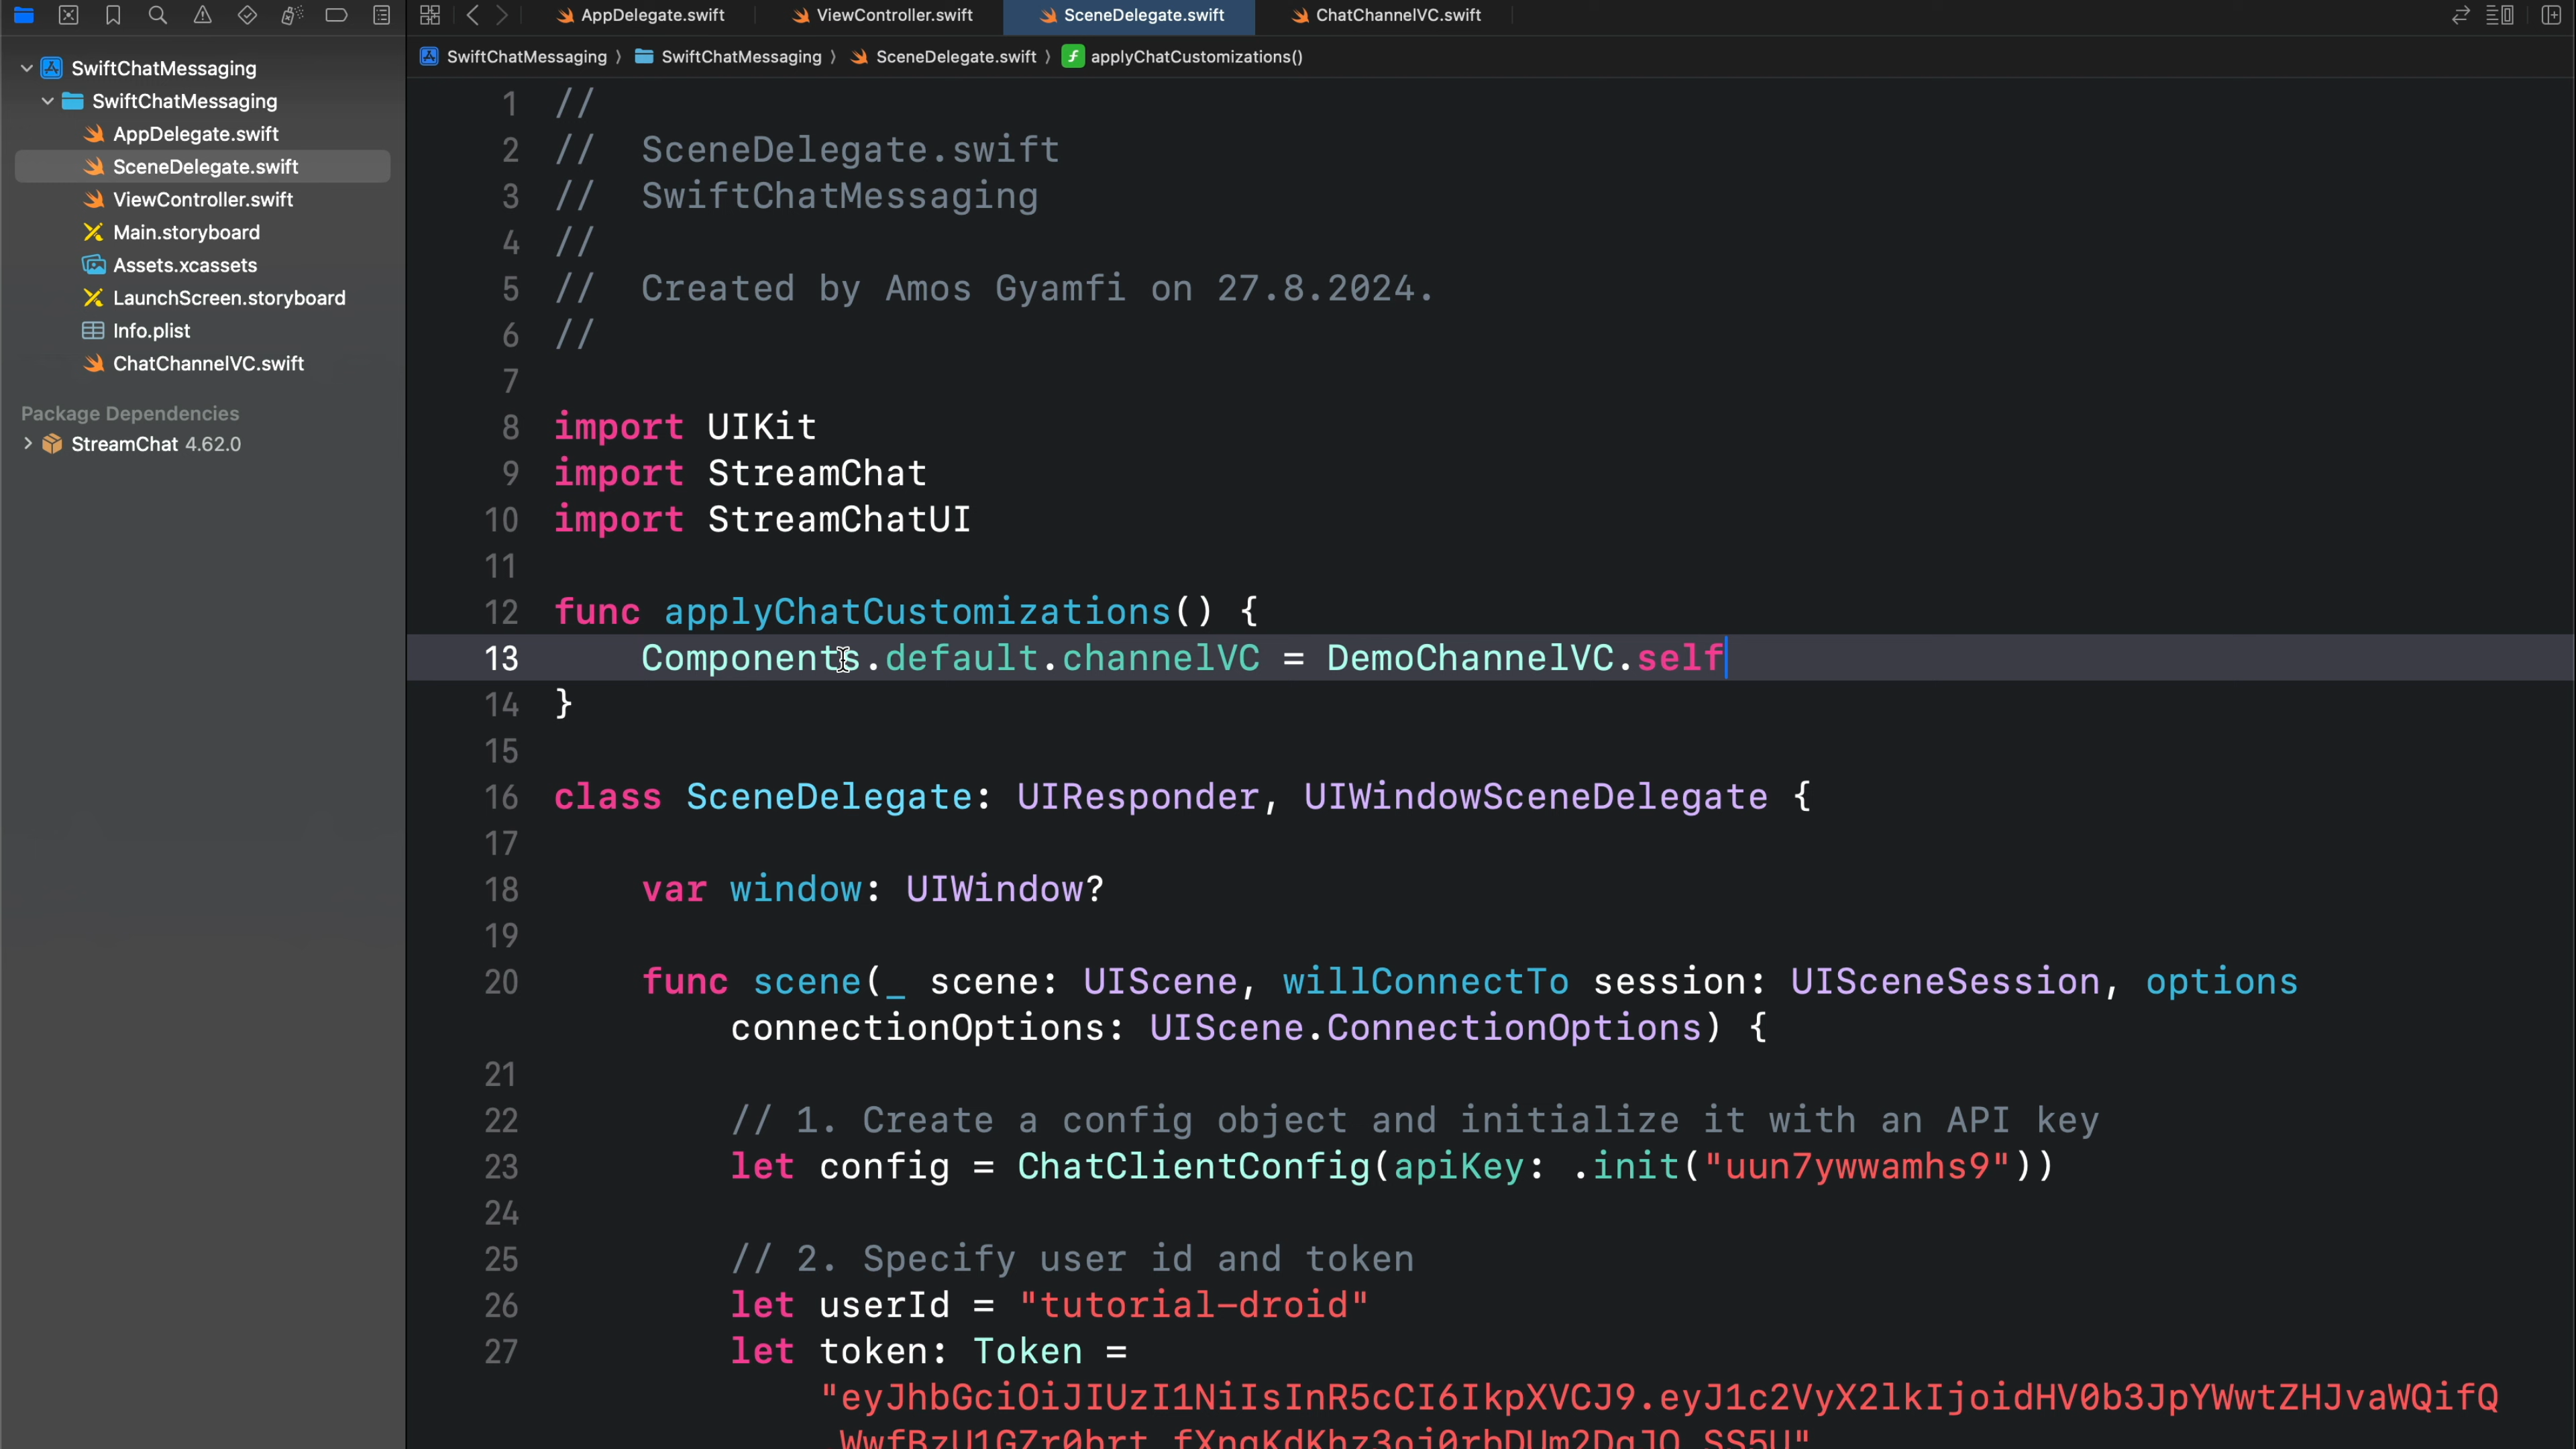 AppDelegate.swift
ViewController.swift
SceneDelegate.swift
ChatChannelVC.swift
SwiftChatMessaging
SwiftChatMessaging
SceneDelegate.swift
applyChatCustomizations()
SwiftChatMessaging
SwiftChatMessaging
AppDelegate.swift
SceneDelegate.swift
ViewController.swift
Main.storyboard
Assets.xcassets
LaunchScreen.storyboard
Info.plist
ChatChannelVC.swift
Package Dependencies
StreamChat 4.62.0
1 //
2 // SceneDelegate.swift
3 // SwiftChatMessaging
4 //
5 // Created by Amos Gyamfi on 27.8.2024.
6 //
7
8 import UIKit
9 import StreamChat
10 import StreamChatUI
11
12 func applyChatCustomizations() {
13 Components.default.channelVC = DemoChannelVC.self
14 }
15
16 class SceneDelegate: UIResponder, UIWindowSceneDelegate {
17
18 var window: UIWindow?
19
20 func scene(_ scene: UIScene, willConnectTo session: UISceneSession, options
connectionOptions: UIScene.ConnectionOptions) {
21
22 // 1. Create a config object and initialize it with an API key
23 let config = ChatClientConfig(apiKey: .init("uun7ywwamhs9"))
24
25 // 2. Specify user id and token
26 let userId = "tutorial-droid"
27 let token: Token =
"eyJhbGciOiJIUzI1NiIsInR5cCI6IkpXVCJ9.eyJ1c2VyX2lkIjoidHV0b3JpYWwtZHJvaWQifQ